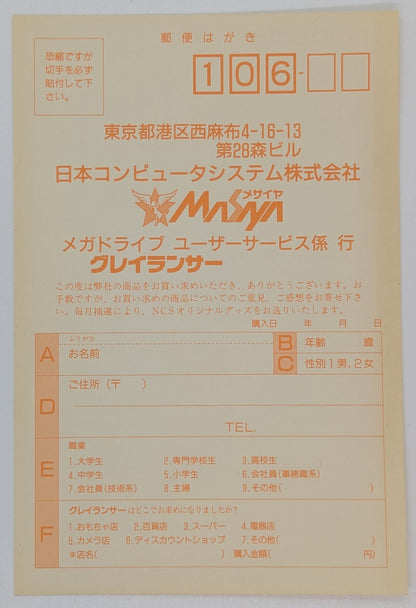 郵便はがき
恐縮ですが
切手を必ず
貼付して下
さい。
106-
東京都港区西麻布4-16-13
第28森ビル
日本コンピュータシステム株式会社
メサイヤ
MASAYA
メガドライブ ユーザーサービス係 行
グレイランサー
この度は弊社の商品をお買い求めいただき、ありがとうございます。お
手数ですが、お買い求めの商品についてのご意見、ご感想をお寄せ下さ
い。毎月抽選により、NCSオリジナルグッズをお送りいたします。
購入日 年 月 日
A ふりがな
お名前
B 年齢 歳
C 性別 1男、2女
D ご住所(〒 )
TEL.
E 職業
1.大学生 2.専門学校生 3.高校生
4.中学生 5.小学生 6.会社員(事務職系)
7.会社員(技術系) 8.主婦 9.その他( )
F グレイランサーはどこでお求めになりましたか?
1.おもちゃ店 2.百貨店 3.スーパー 4.電器店
5.カメラ店 6.ディスカウントショップ 7.その他( )
※店名( ) 購入金額( 円)